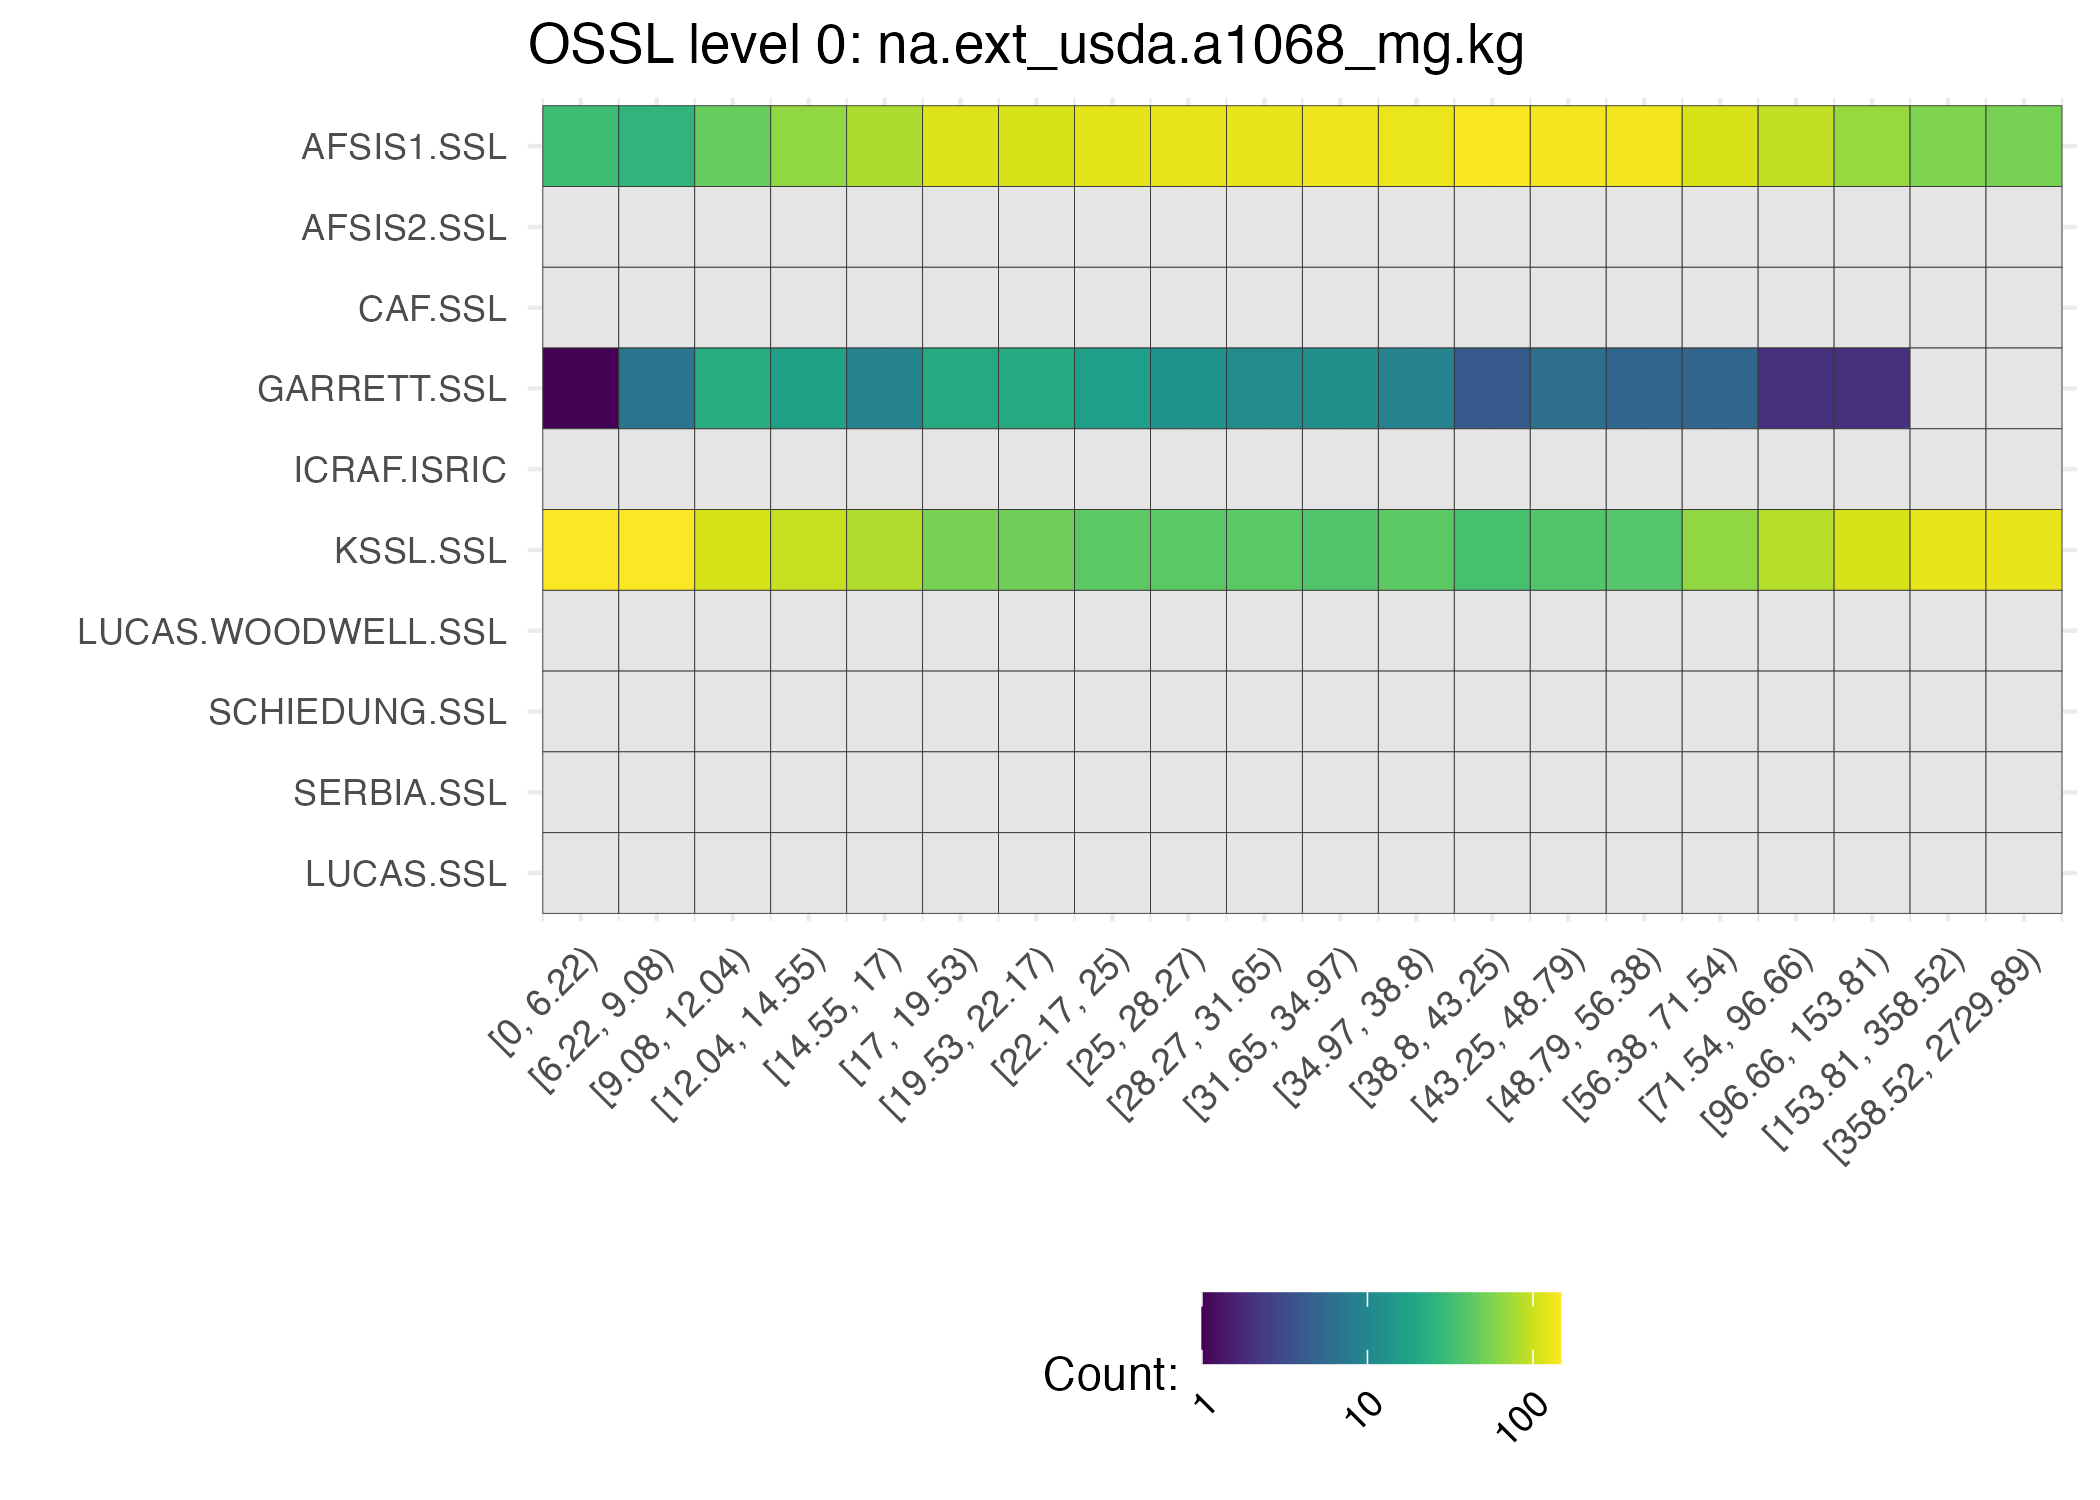 OSSL level 0: na.ext_usda.a1068_mg.kg
AFSIS1.SSL
AFSIS2.SSL
CAF.SSL
GARRETT.SSL
ICRAF.ISRIC
KSSL.SSL
LUCAS.WOODWELL.SSL
SCHIEDUNG.SSL
SERBIA.SSL
LUCAS.SSL
[0, 6.22)
[6.22, 9.08)
[9.08, 12.04)
[12.04, 14.55)
[14.55, 17)
[17, 19.53)
[19.53, 22.17)
[22.17, 25)
[25, 28.27)
[28.27, 31.65)
[31.65, 34.97)
[34.97, 38.8)
[38.8, 43.25)
[43.25, 48.79)
[48.79, 56.38)
[56.38, 71.54)
[71.54, 96.66)
[96.66, 153.81)
[153.81, 358.52)
[358.52, 2729.89)
Count:
1
10
100